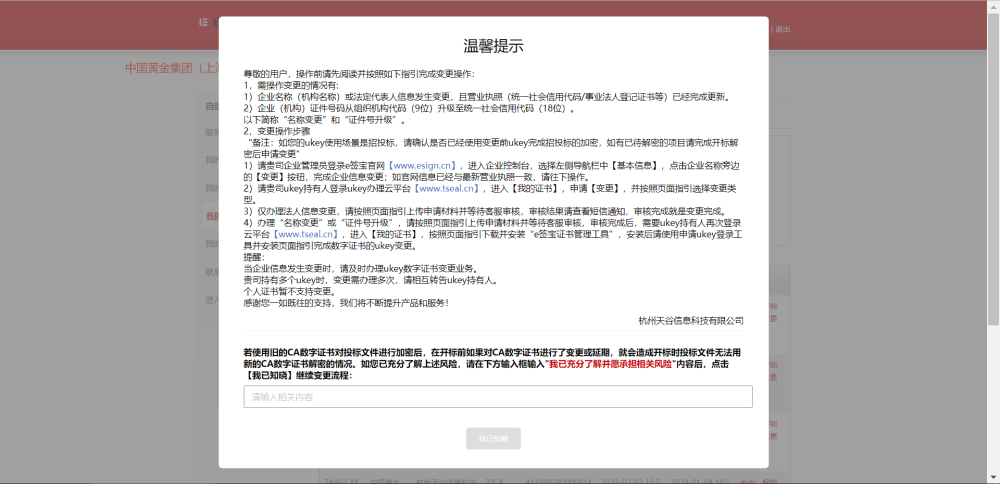 | 退出
温馨提示
中国黄金集团（上海
尊敬的用户，操作前请先阅读并按照如下指引完成变更操作：
1，需操作变更的情况有:
1）企业名称（机构名称）或法定代表人信息发生变更，且营业执照（统一社会信用代码/事业法人登记证书等）已经完成更新。
2）企业（机构）证件号码从组织机构代码（9位）升级至统一社会信用代码（18位）。
以下简称“名称变更”和“证件号升级”。
2，变更操作步骤
“备注：如您的ukey使用场景是招投标，请确认是否已经使用变更前ukey完成招投标的加密，如有已待解密的项目请完成开标解
密后申请变更”
1）请贵司企业管理员登录e签宝官网【www.esign.cn】，进入企业控制台，选择左侧导航栏中【基本信息】，点击企业名称旁边
的【变更】按钮，完成企业信息变更；如官网信息已经与最新营业执照一致，请往下操作。
2）请贵司ukey持有人登录ukey办理云平台【www.tseal.cn】，进入【我的证书】，申请【变更】，并按照页面指引选择变更类
型。
3）仅办理法人信息变更，请按照页面指引上传申请材料并等待客服审核，审核结果请查看短信通知，审核完成就是变更完成。
4）办理“名称变更”或“证件号升级”，请按照页面指引上传申请材料并等待客服审核，审核完成后，需要ukey持有人再次登录
云平台【www.tseal.cn】，进入【我的证书】，按照页面指引下载并安装“e签宝证书管理工具”，安装后请使用申请ukey登录工
具并安装页面指引完成数字证书的ukey变更。
提醒：
当企业信息发生变更时，请及时办理ukey数字证书变更业务。
贵司持有多个ukey时，变更需办理多次，请相互转告ukey持有人。
个人证书暂不支持变更。
感谢您一如既往的支持，我们将不断提升产品和服务！
杭州天谷信息科技有限公司
若使用旧的CA数字证书对投标文件进行加密后，在开标前如果对CA数字证书进行了变更或延期，就会造成开标时投标文件无法用
新的CA数字证书解密的情况。如您已充分了解上述风险，请在下方输入框输入“我已充分了解并愿承担相关风险”内容后，点击
【我已知晓】继续变更流程：
请输入相关内容
我已知晓